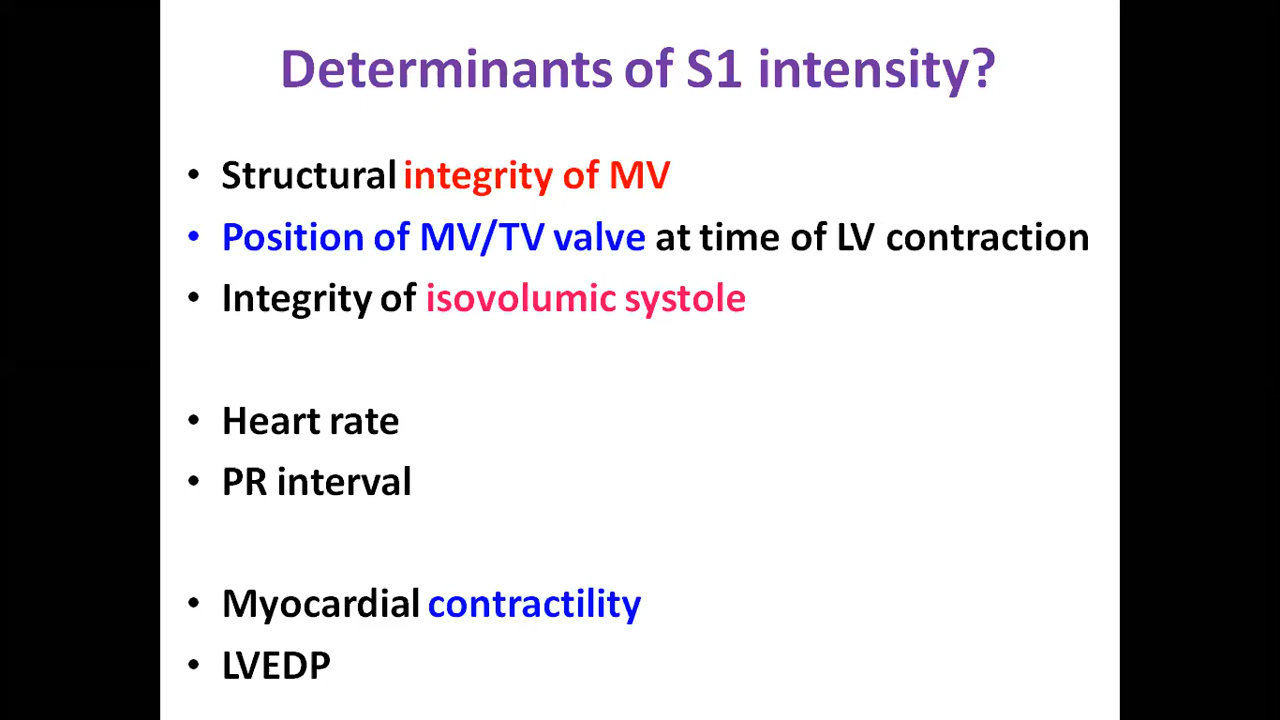 Determinants of S1 intensity?
• Structural integrity of MV
• Position of MV/TV valve at time of LV contraction
• Integrity of isovolumic systole
• Heart rate
• PR interval
• Myocardial contractility
• LVEDP